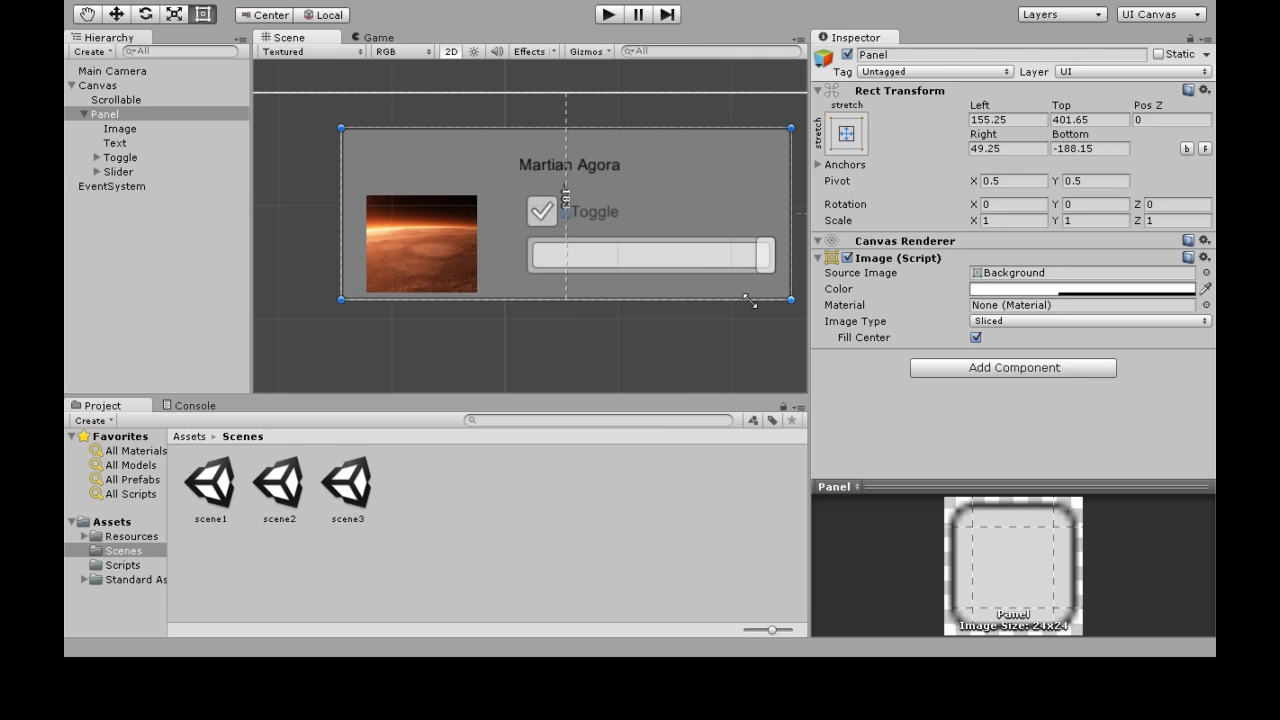 Center
Local
Layers
UI Canvas
Hierarchy
Create
All
Main Camera
Canvas
Scrollable
Panel
Image
Text
Toggle
Slider
EventSystem
Scene
Game
Textured
RGB
2D
Effects
Gizmos
All
Martian Agora
Toggle
Inspector
Panel
Static
Tag
Untagged
Layer
UI
Rect Transform
stretch
stretch
Left
Top
Pos Z
155.25
401.65
0
Right
Bottom
49.25
-188.15
Anchors
Pivot
X 0.5 Y 0.5
Rotation
X 0 Y 0 Z 0
Scale
X 1 Y 1 Z 1
Canvas Renderer
Image (Script)
Source Image
Background
Color
Material
None (Material)
Image Type
Sliced
Fill Center
Add Component
Project
Console
Create
Favorites
All Materials
All Models
All Prefabs
All Scripts
Assets
Resources
Scenes
Scripts
Standard As
Assets
Scenes
scene1
scene2
scene3
Panel
Panel
Image Size: 24x24